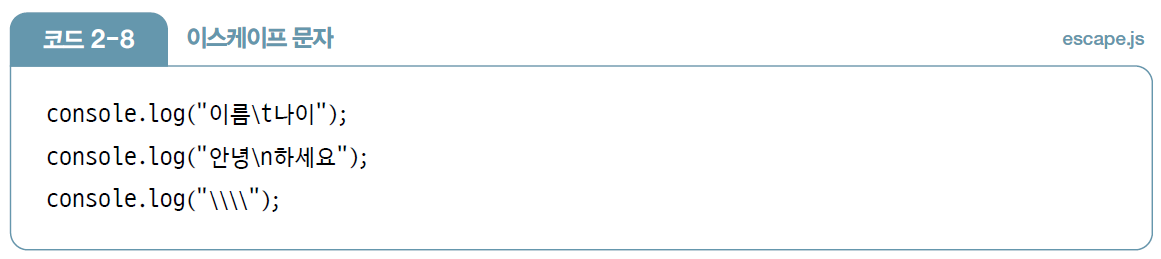 코드 2-8 이스케이프 문자 escape.js
console.log("이름\t나이");
console.log("안녕\n하세요");
console.log("\\\\");